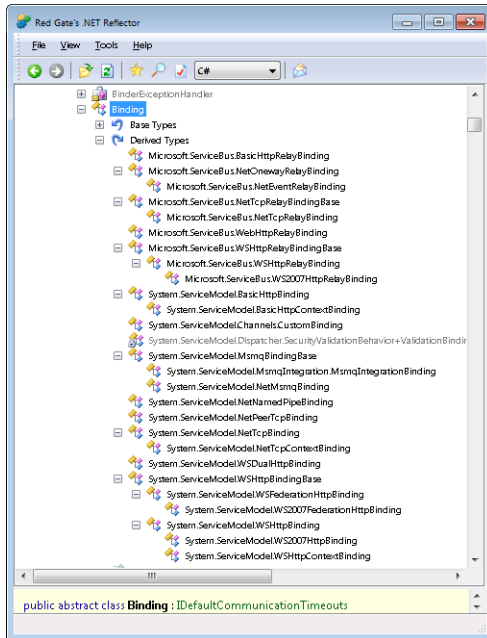 Red Gate's .NET Reflector
File View Tools Help
C#
BinderExceptionHandler
Binding
Base Types
Derived Types
Microsoft.ServiceBus.BasicHttpRelayBinding
Microsoft.ServiceBus.NetOnewayRelayBinding
Microsoft.ServiceBus.NetEventRelayBinding
Microsoft.ServiceBus.NetTcpRelayBindingBase
Microsoft.ServiceBus.NetTcpRelayBinding
Microsoft.ServiceBus.WebHttpRelayBinding
Microsoft.ServiceBus.WSHttpRelayBindingBase
Microsoft.ServiceBus.WSHttpRelayBinding
Microsoft.ServiceBus.WS2007HttpRelayBinding
System.ServiceModel.BasicHttpBinding
System.ServiceModel.BasicHttpContextBinding
System.ServiceModel.Channels.CustomBinding
System.ServiceModel.Dispatcher.SecurityValidationBehavior+ValidationBindin
System.ServiceModel.MsmqBindingBase
System.ServiceModel.MsmqIntegration.MsmqIntegrationBinding
System.ServiceModel.NetMsmqBinding
System.ServiceModel.NetNamedPipeBinding
System.ServiceModel.NetPeerTcpBinding
System.ServiceModel.NetTcpBinding
System.ServiceModel.NetTcpContextBinding
System.ServiceModel.WSDualHttpBinding
System.ServiceModel.WSHttpBindingBase
System.ServiceModel.WSFederationHttpBinding
System.ServiceModel.WS2007FederationHttpBinding
System.ServiceModel.WSHttpBinding
System.ServiceModel.WS2007HttpBinding
System.ServiceModel.WSHttpContextBinding
public abstract class Binding : IDefaultCommunicationTimeouts